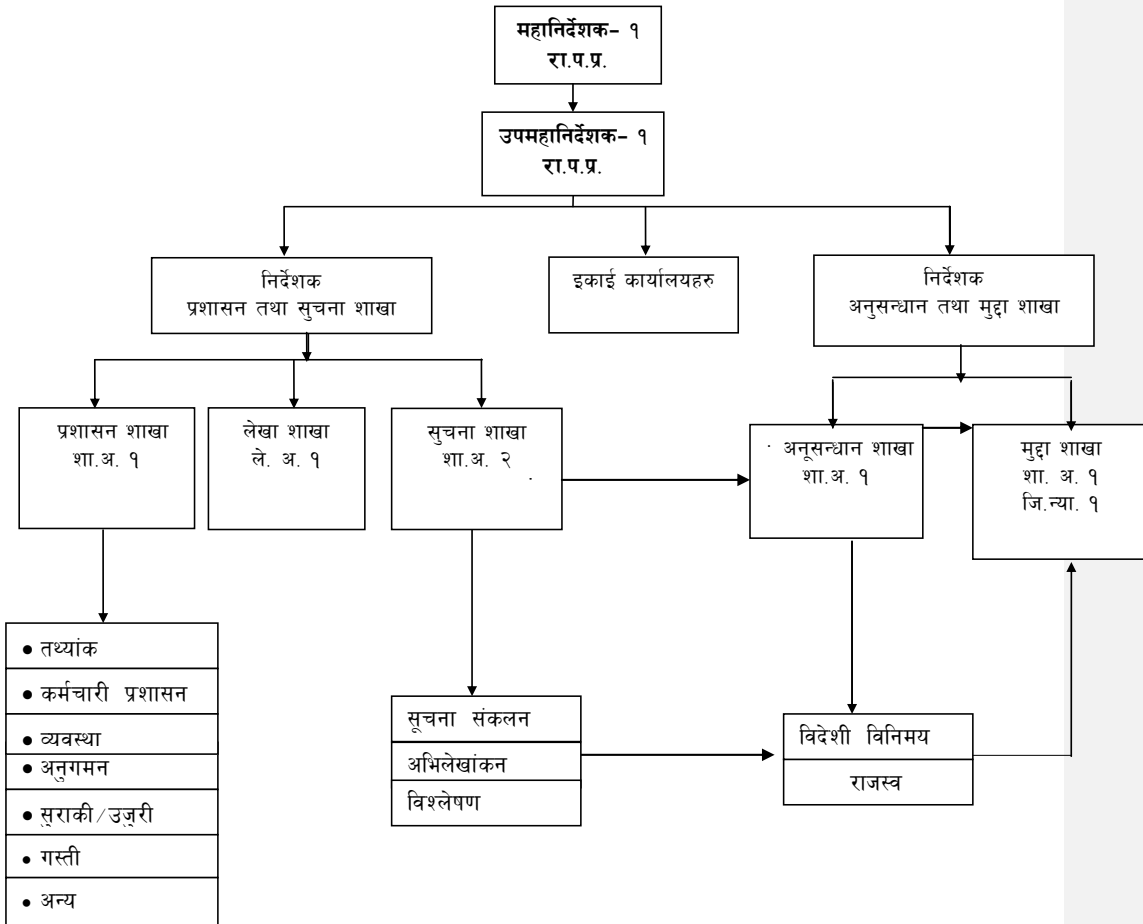 महानिर्देशक- १
रा.प.प्र.
उपमहानिर्देशक- १
रा.प.प्र.
निर्देशक
प्रशासन तथा सुचना शाखा
इकाई कार्यालयहरु
निर्देशक
अनुसन्धान तथा मुद्दा शाखा
प्रशासन शाखा
शा.अ. १
लेखा शाखा
ले. अ. १
सुचना शाखा
शा.अ. २
अनूसन्धान शाखा
शा.अ. १
मुद्दा शाखा
शा. अ. १
जि.न्या. १
• तथ्यांक
• कर्मचारी प्रशासन
• व्यवस्था
• अनुगमन
• सुराकी/उजुरी
• गस्ती
• अन्य
सूचना संकलन
अभिलेखांकन
विश्लेषण
विदेशी विनिमय
राजस्व